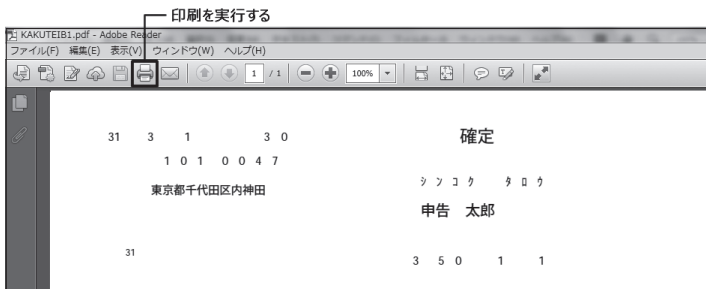 印刷を実行する
KAKUTEIB1.pdf - Adobe Reader
ファイル(F) 編集(E) 表示(V) ウィンドウ(W) ヘルプ(H)
1 / 1 100%
31 3 1 3 0 確定
1 0 1 0 0 4 7
シンコク タロウ
東京都千代田区内神田
申告 太郎
31
3 5 0 1 1